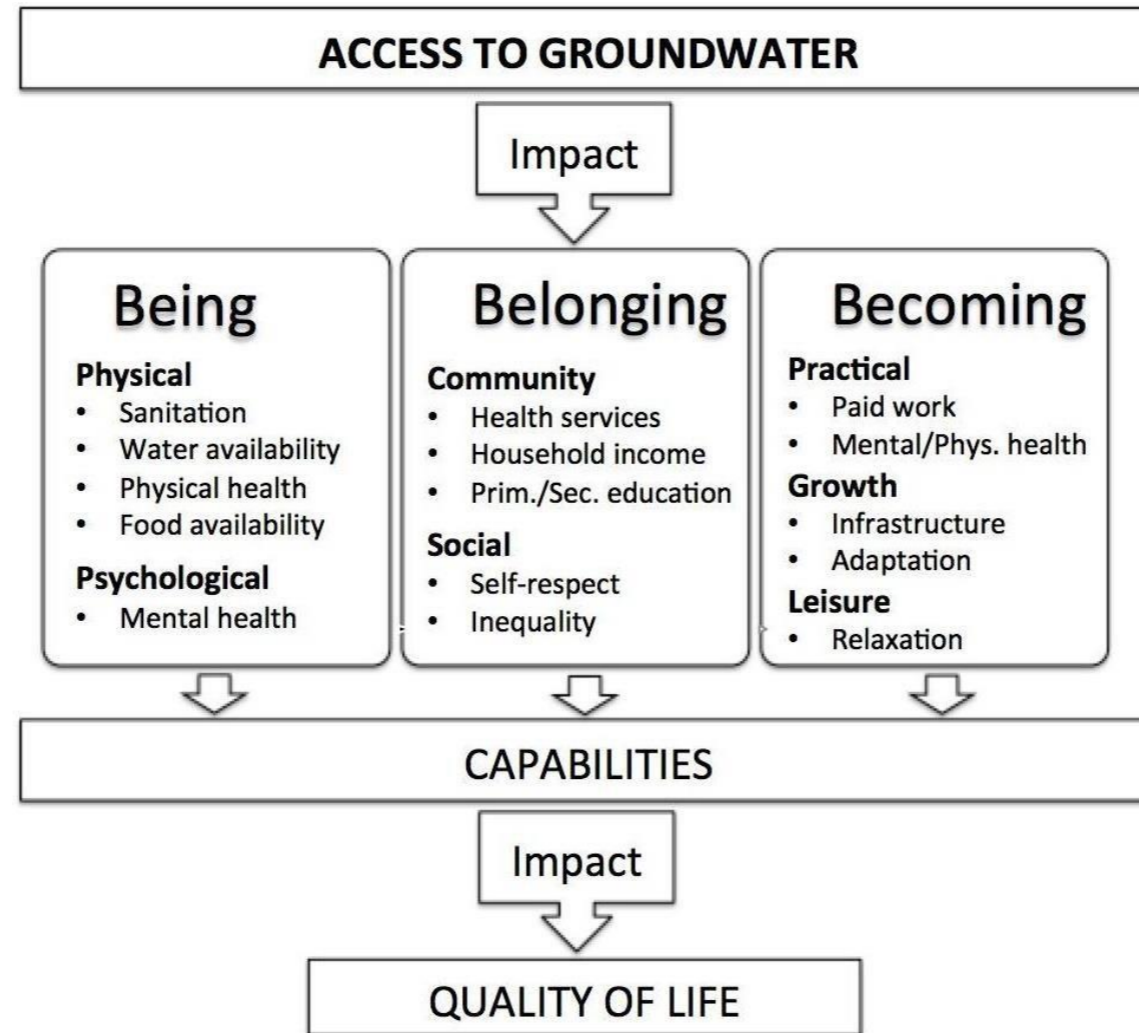 ACCESS TO GROUNDWATER
Impact
Being
Physical
• Sanitation
• Water availability
• Physical health
• Food availability
Psychological
• Mental health
Belonging
Community
• Health services
• Household income
• Prim./Sec. education
Social
• Self-respect
• Inequality
Becoming
Practical
• Paid work
• Mental/Phys. health
Growth
• Infrastructure
• Adaptation
Leisure
• Relaxation
CAPABILITIES
Impact
QUALITY OF LIFE